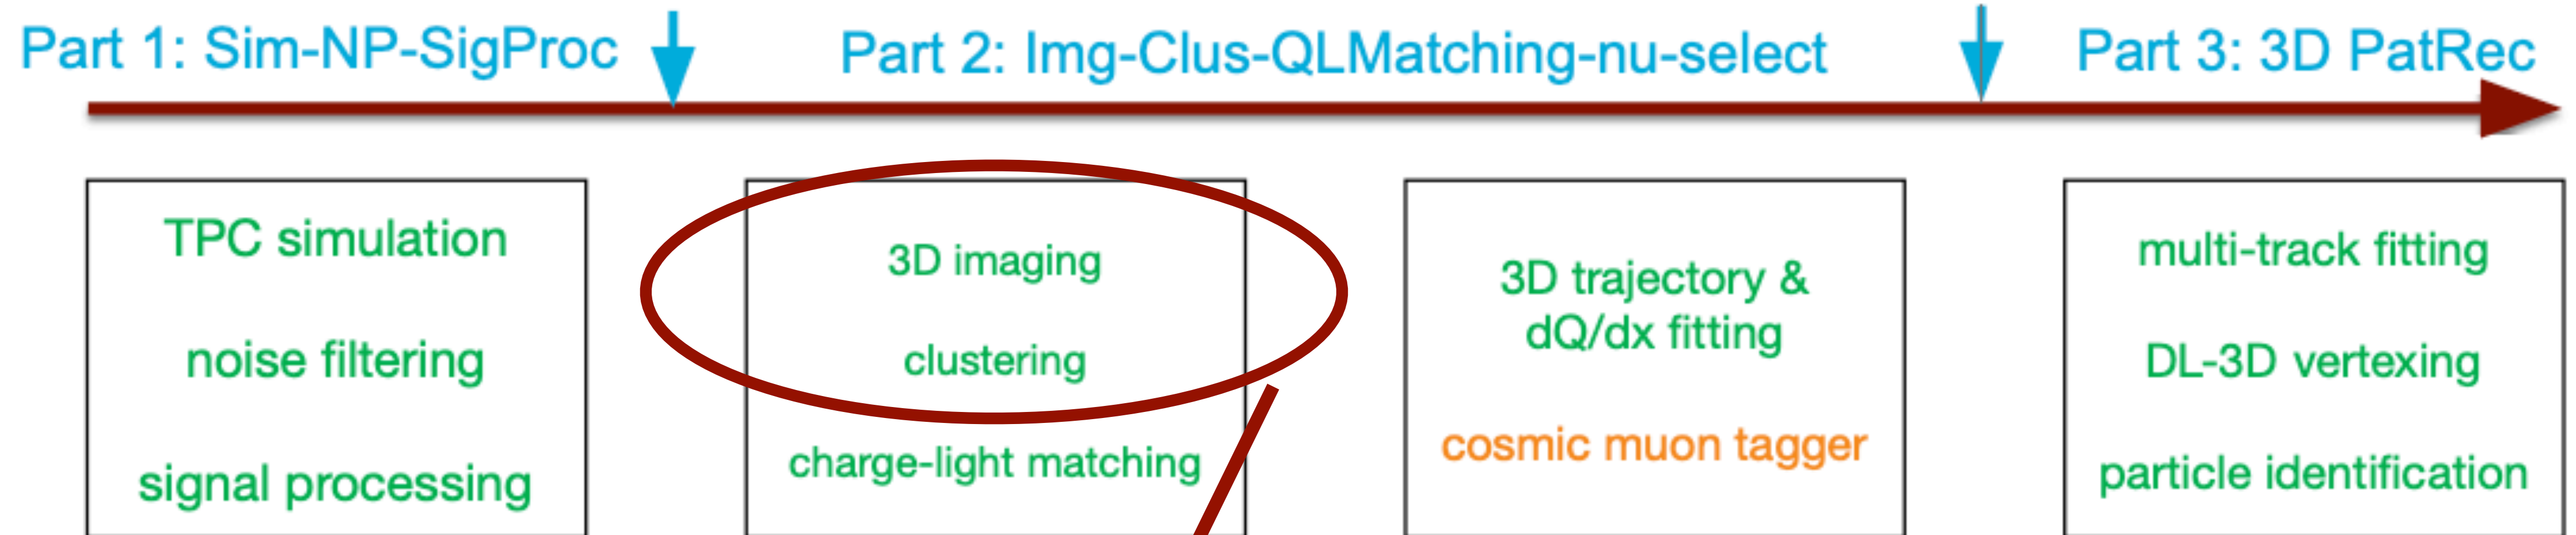 Part 1: Sim-NP-SigProc
Part 2: Img-Clus-QLMatching-nu-select
Part 3: 3D PatRec
TPC simulation
noise filtering
signal processing
3D imaging
clustering
charge-light matching
3D trajectory &
dQ/dx fitting
cosmic muon tagger
multi-track fitting
DL-3D vertexing
particle identification